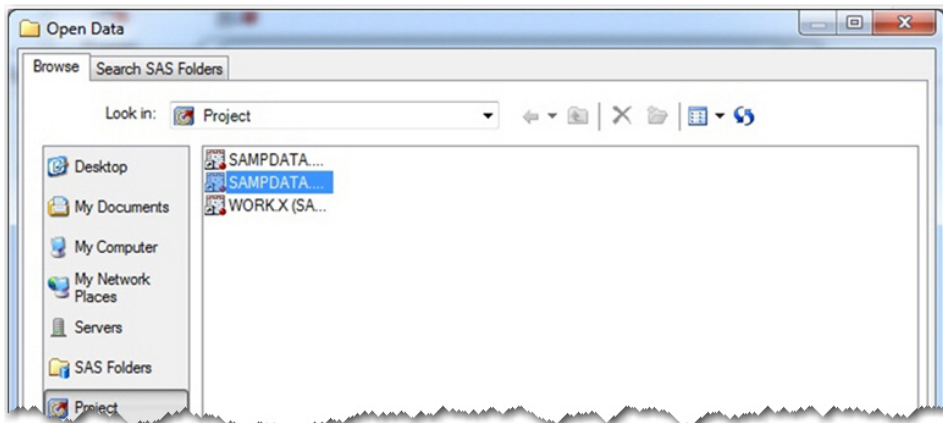 Open Data
Browse Search SAS Folders
Look in: Project
Desktop
My Documents
My Computer
My Network
Places
Servers
SAS Folders
Project
SAMPDATA....
SAMPDATA....
WORK.X (SA...